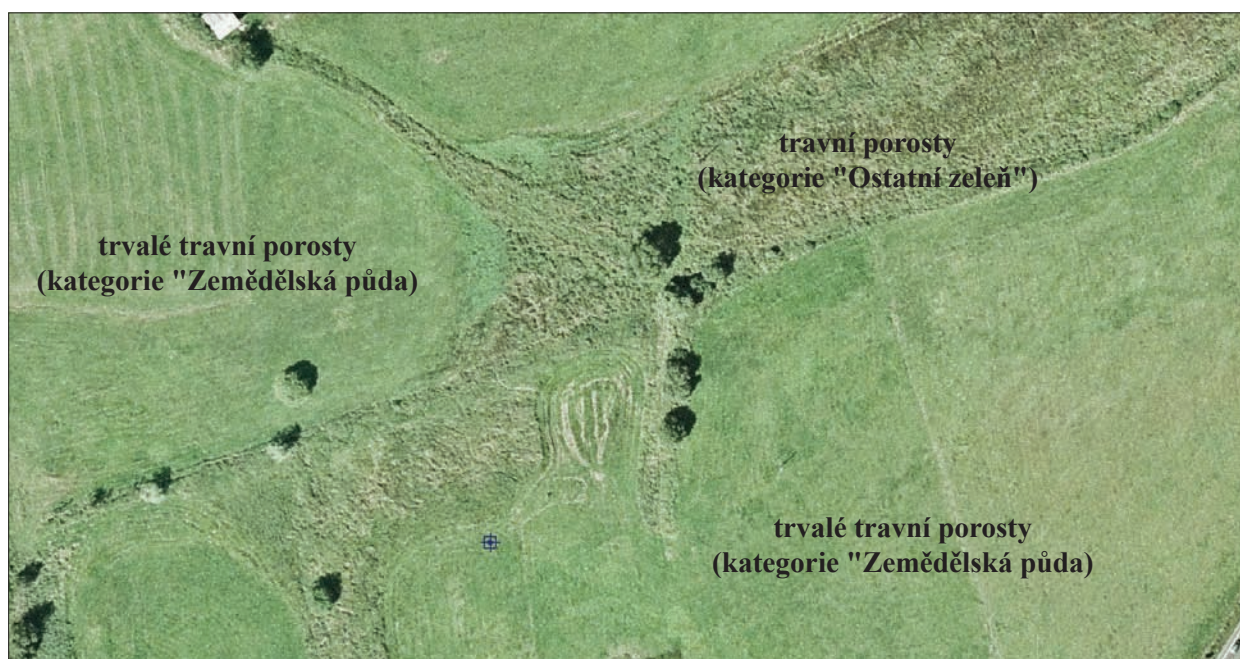 travní porosty
(kategorie "Ostatní zeleň")
trvalé travní porosty
(kategorie "Zemědělská půda)
trvalé travní porosty
(kategorie "Zemědělská půda)